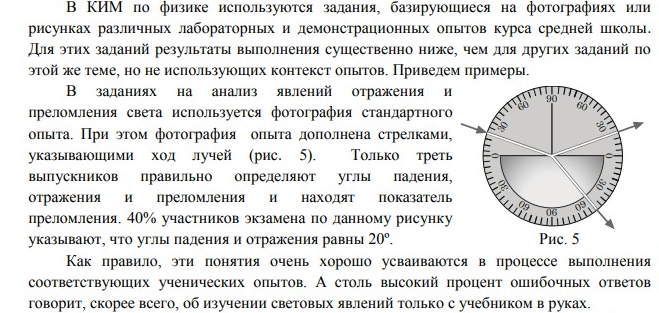 В КИМ по физике используются задания, базирующиеся на фотографиях или
рисунках различных лабораторных и демонстрационных опытов курса средней школы.
Для этих заданий результаты выполнения существенно ниже, чем для других заданий по
этой же теме, но не использующих контекст опытов. Приведем примеры.
В заданиях на анализ явлений отражения и
преломления света используется фотография стандартного
опыта. При этом фотография опыта дополнена стрелками,
указывающими ход лучей (рис. 5). Только треть
выпускников правильно определяют углы падения,
отражения и преломления и находят показатель
преломления. 40% участников экзамена по данному рисунку
указывают, что углы падения и отражения равны 20º.
90
60
60
30
30
0
0
30
30
60
60
90
Рис. 5
Как правило, эти понятия очень хорошо усваиваются в процессе выполнения
соответствующих ученических опытов. А столь высокий процент ошибочных ответов
говорит, скорее всего, об изучении световых явлений только с учебником в руках.